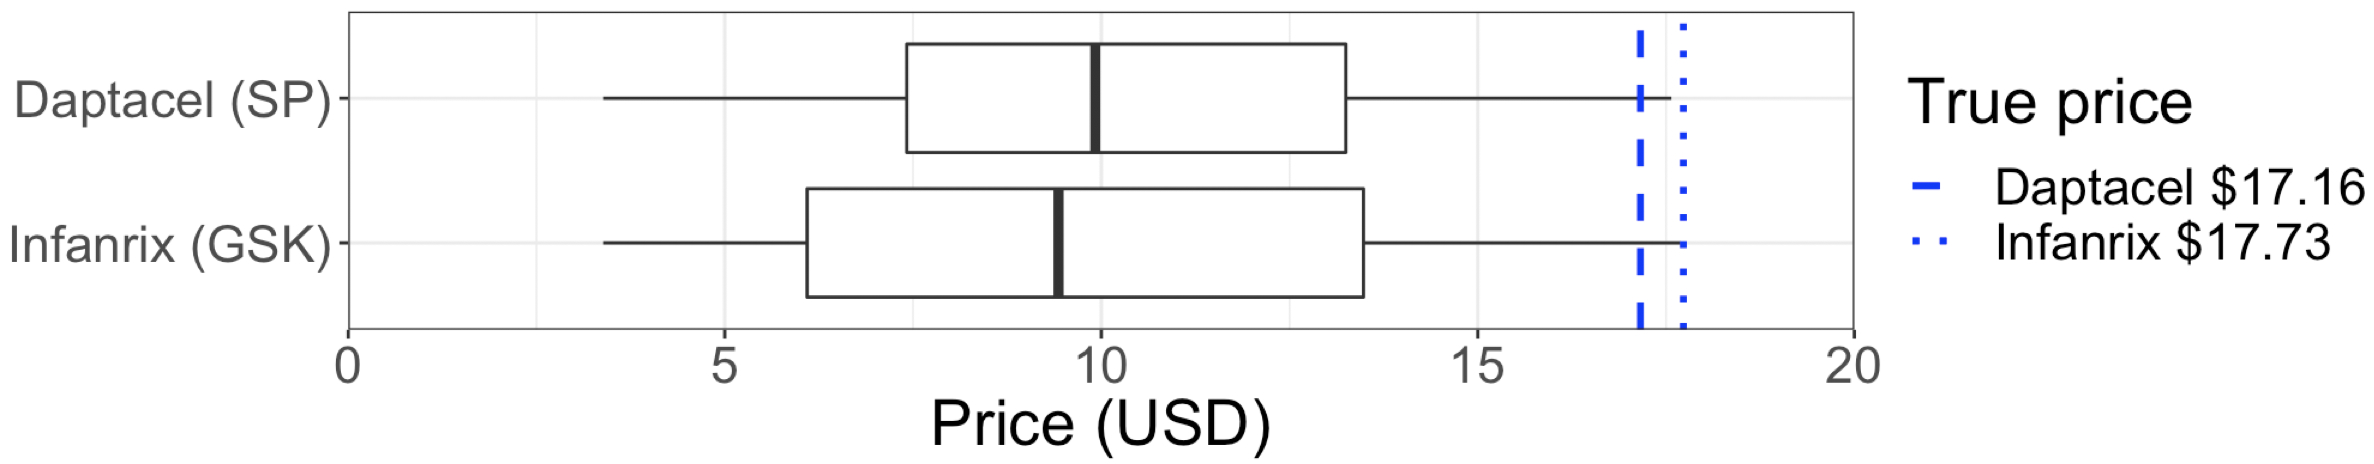 Daptacel (SP)
Infanrix (GSK)
0 5 10 15 20
Price (USD)
True price
Daptacel $17.16
Infanrix $17.73